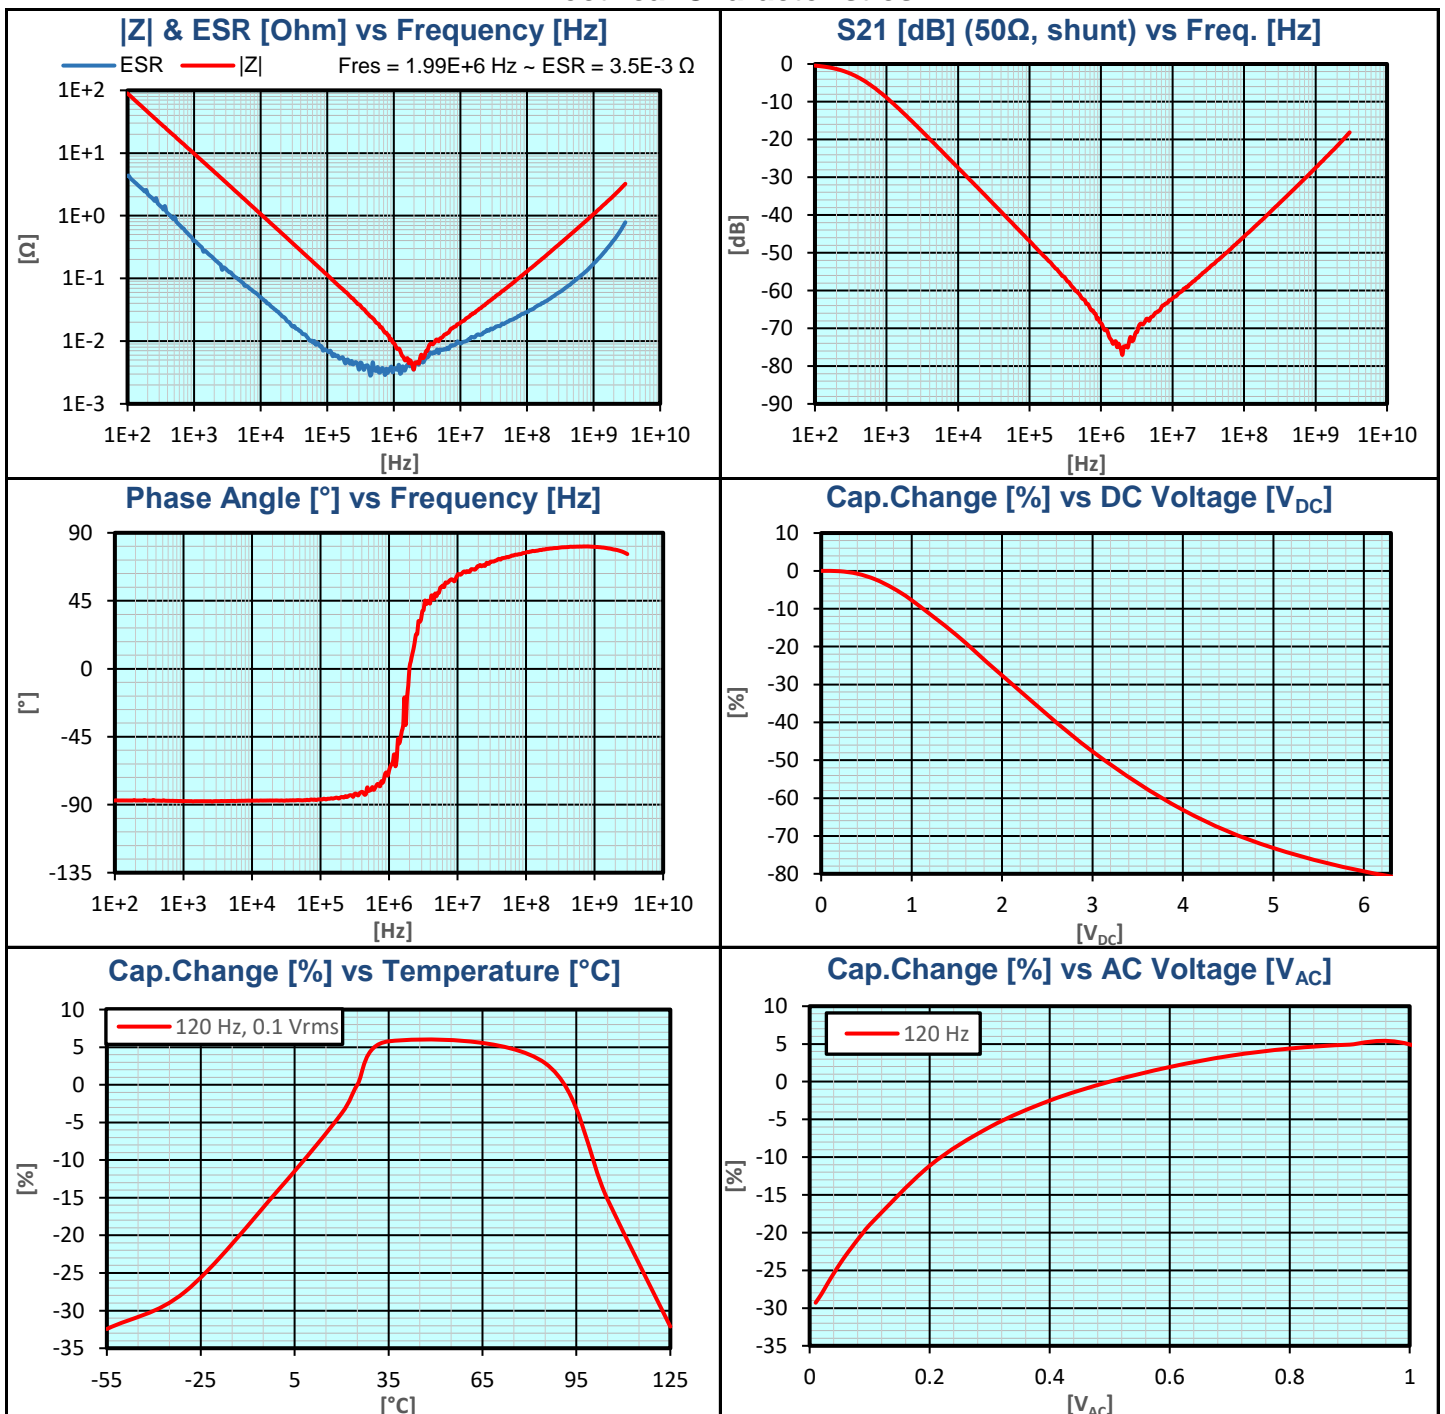 |Z| & ESR [Ohm] vs Frequency [Hz]
ESR |Z| Fres = 1.99E+6 Hz ~ ESR = 3.5E-3 Ω
1E+2
1E+1
1E+0
1E-1
1E-2
1E-3
[Ω]
1E+2 1E+3 1E+4 1E+5 1E+6 1E+7 1E+8 1E+9 1E+10
[Hz]
S21 [dB] (50Ω, shunt) vs Freq. [Hz]
0
-10
-20
-30
-40
-50
-60
-70
-80
-90
[dB]
1E+2 1E+3 1E+4 1E+5 1E+6 1E+7 1E+8 1E+9 1E+10
[Hz]
Phase Angle [°] vs Frequency [Hz]
90
45
0
-45
-90
-135
[°]
1E+2 1E+3 1E+4 1E+5 1E+6 1E+7 1E+8 1E+9 1E+10
[Hz]
Cap.Change [%] vs DC Voltage [VDC]
10
0
-10
-20
-30
-40
-50
-60
-70
-80
[%]
0 1 2 3 4 5 6
[VDC]
Cap.Change [%] vs Temperature [°C]
120 Hz, 0.1 Vrms
10
5
0
-5
-10
-15
-20
-25
-30
-35
[%]
-55 -25 5 35 65 95 125
[°C]
Cap.Change [%] vs AC Voltage [VAC]
120 Hz
10
5
0
-5
-10
-15
-20
-25
-30
-35
[%]
0 0.2 0.4 0.6 0.8 1
[VAC]